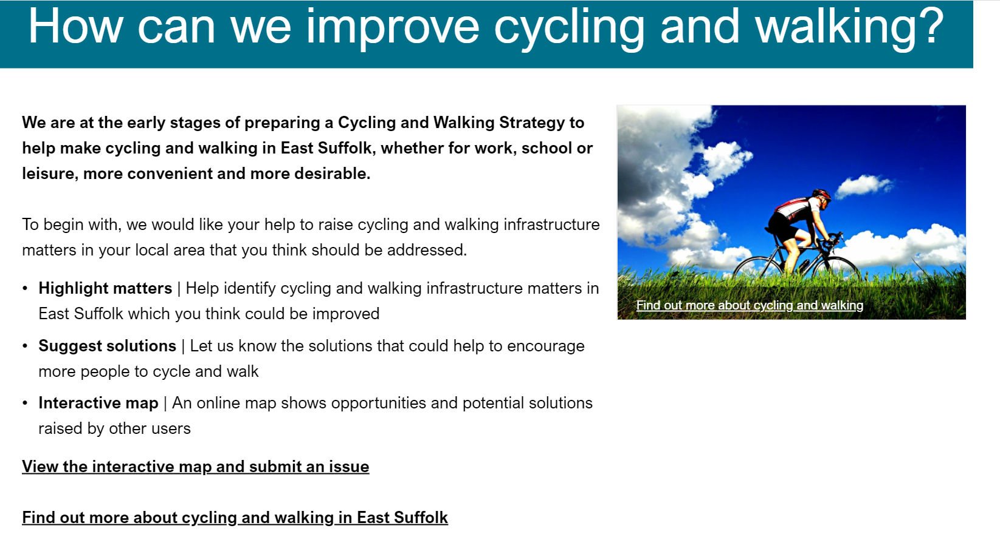 How can we improve cycling and walking?
We are at the early stages of preparing a Cycling and Walking Strategy to
help make cycling and walking in East Suffolk, whether for work, school or
leisure, more convenient and more desirable.
To begin with, we would like your help to raise cycling and walking infrastructure
matters in your local area that you think should be addressed.
• Highlight matters | Help identify cycling and walking infrastructure matters in
East Suffolk which you think could be improved
• Suggest solutions | Let us know the solutions that could help to encourage
more people to cycle and walk
• Interactive map | An online map shows opportunities and potential solutions
raised by other users
View the interactive map and submit an issue
Find out more about cycling and walking in East Suffolk
Find out more about cycling and walking